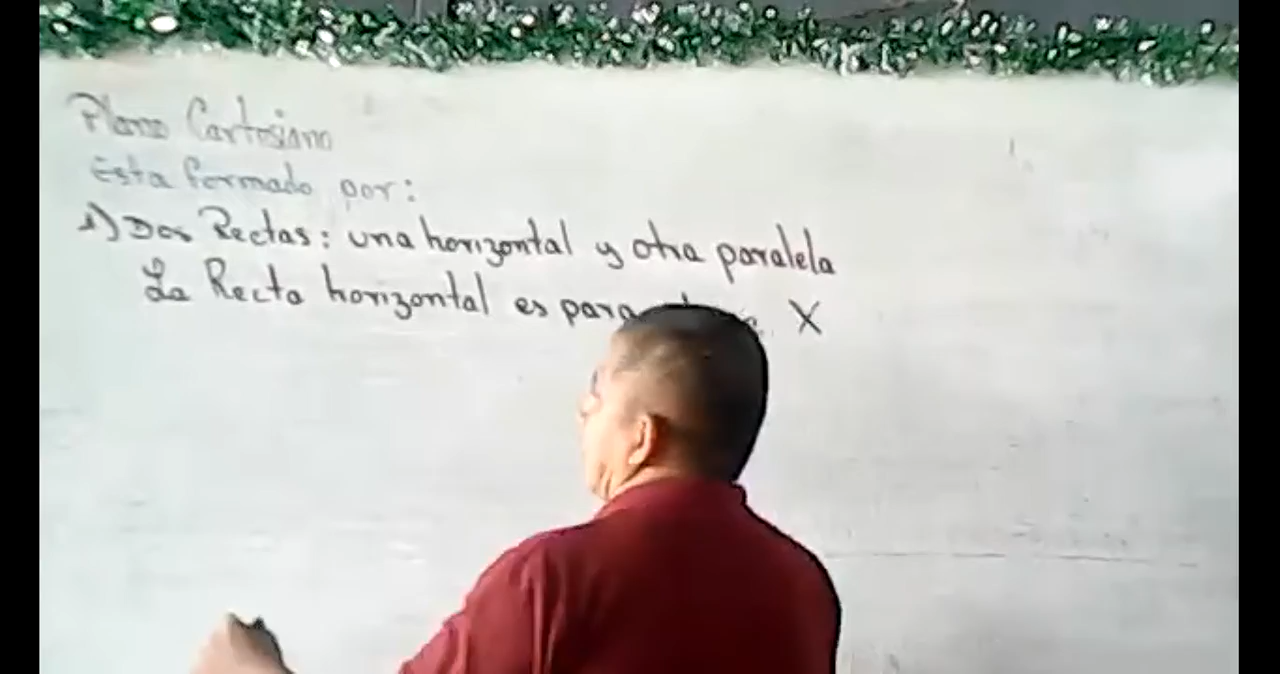 Plano Cartesiano
Esta formado por:
1) Dos Rectas: una horizontal y otra paralela
La Recta horizontal es para X